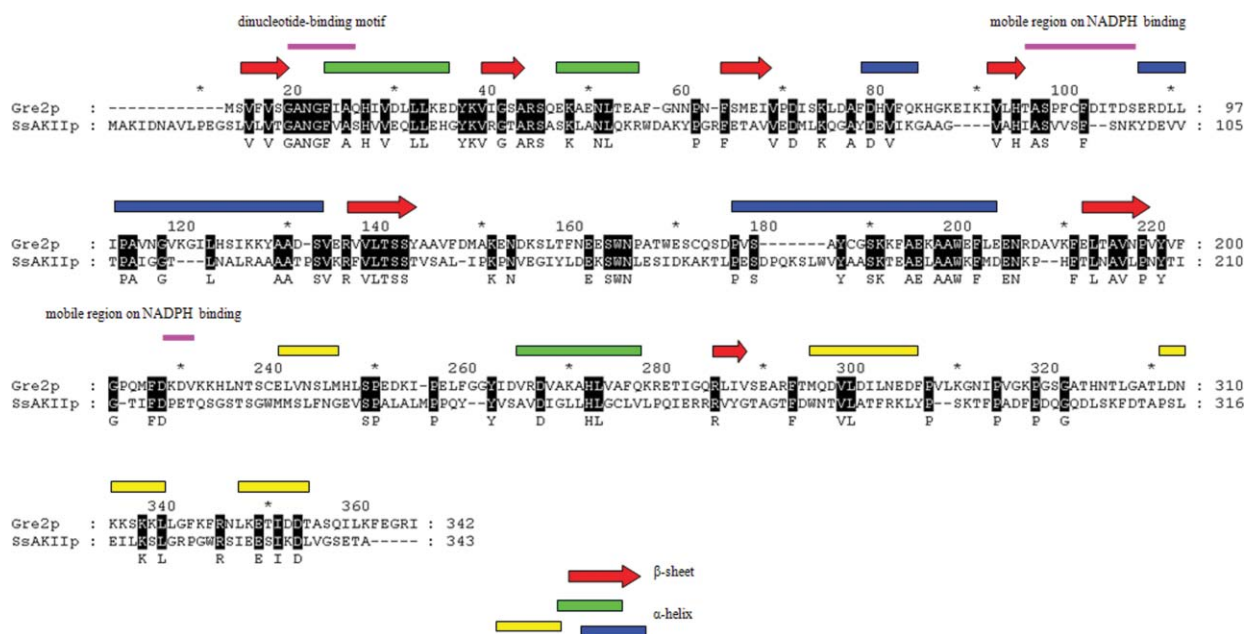 dinucleotide-binding motif
mobile region on NADPH binding
* 20 * 40 * 60 * 80 * 100 *
Gre2p : -------------MSVFVSGANGFIAQHIVDLLLKEDYKVIGSARSQEKAENLTEAF-GNNPN-FSMEIVPDISKLDAFDHVFQKHGKEIKIVLHTASPFCFDITDSERDLL 97
SsAKIIp : MAKIDNAVLPEGSLVLVTGANGFVASHVVEQLLEHGYKVRGTARSASKLANLQKRWDAKYPGRFETAVVEDMLKQGAYDEVIKGAAG----VAHIASVVSF--SNKYDEVV 105
V V GANGF A H V LL YKV G ARS K NL P F V D K A D V V H AS F
120 * 140 * 160 * 180 * 200 * 220
Gre2p : IPAVNGVKGILHSIKKYAAD-SVERVVLTSSYAAVFDMAKENDKSLTFNEESWNPATWESCQSDPVS-------AYCGSKKFAEKAAWEFLEENRDAVKFELTAVNPVYVF 200
SsAKIIp : TPAIGGT--LNALRAAAATPSVKRFVLTSSTVSAL-IPKPNVEGIYLDEKSWNLESIDKAKTLPESDPQKSLWVYAASKTEAELAAWKFMDENKP--HFTLNAVLPNYTI 210
PA G L A A SV R VLTSS K N E SWN P S Y SK AE AAW F EN F L AV P Y
mobile region on NADPH binding
* 240 * 260 * 280 * 300 * 320 *
Gre2p : GPQMFDKDVKKHLNTSCELVNSLMHLSPEDKI-PELFGGYIDVRDVAKAHLVAFQKRETIGQRLIVSEARFTMQDVLDILNEDFPVLKGNIPVGKPGSGATHNTLGATLDN 310
SsAKIIp : G-TIFDPETQSGSTSGWMMSLFNGEVSPALALMPPQY--YVSAVDIGLLHLGCLVLPQIERRRVYGTAGTFDWNTVLATFRKLYP--SKTFPADFPDQGQDLSKFDTAPSL 316
G FD SP P Y D HL R F VL P P P G
340 * 360
Gre2p : KKSKKLLGFKFRNLKETIDDTASQILKFEGRI : 342
SsAKIIp : EILKSLGRPGWRSIEESIKDLVGSETA----- : 343
K L R E I D
β-sheet
α-helix